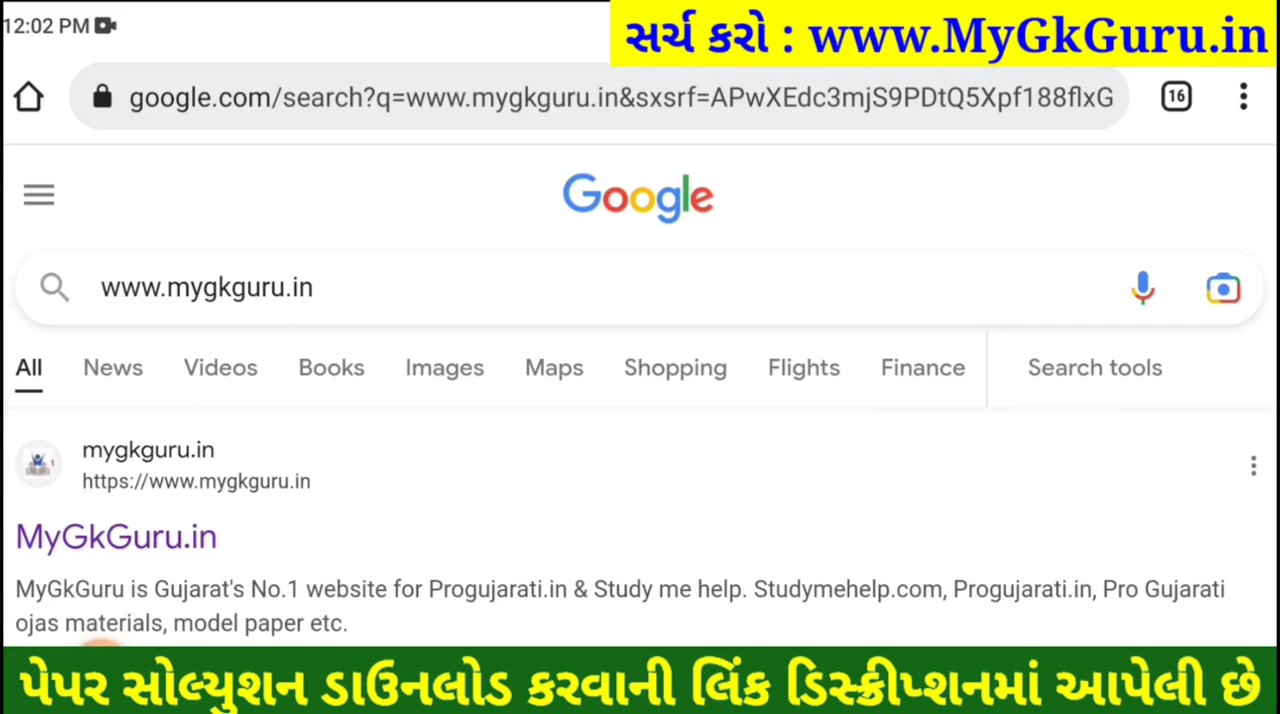 12:02 PM
સર્ચ કરો : www.MyGkGuru.in
google.com/search?q=www.mygkguru.in&sxsrf=APwXEdc3mjS9PDtQ5Xpf188flxG
16
Google
www.mygkguru.in
All News Videos Books Images Maps Shopping Flights Finance Search tools
mygkguru.in
https://www.mygkguru.in
MyGkGuru.in
MyGkGuru is Gujarat's No.1 website for Progujarati.in & Study me help. Studymehelp.com, Progujarati.in, Pro Gujarati
ojas materials, model paper etc.
પેપર સોલ્યુશન ડાઉનલોડ કરવાની લિંક ડિસ્ક્રીપ્શનમાં આપેલી છે